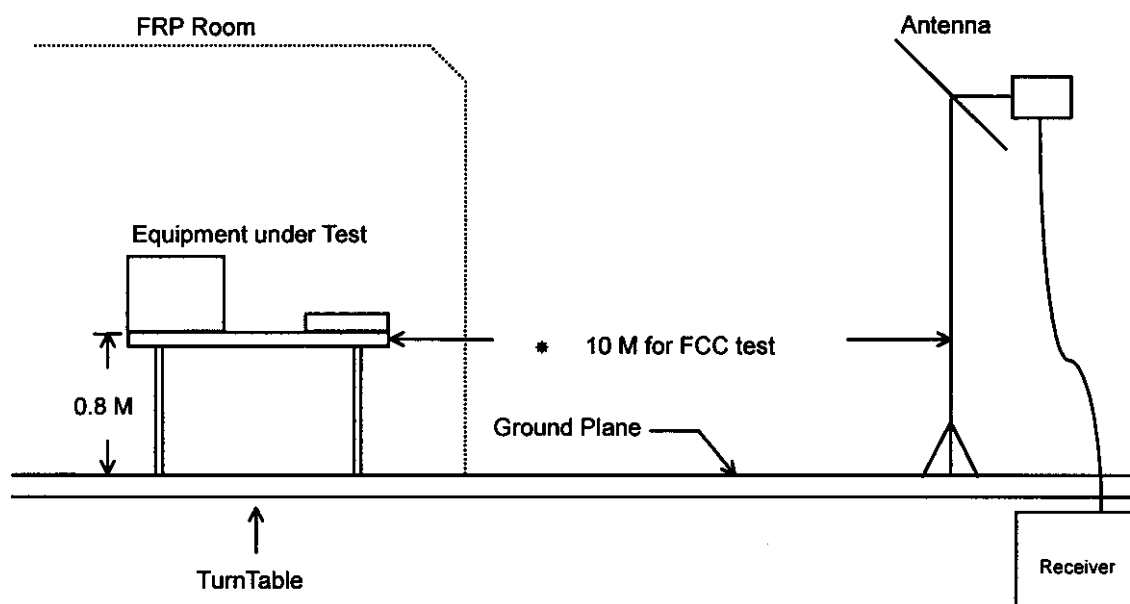 FRP Room
Antenna
Equipment under Test
* 10 M for FCC test
0.8 M
Ground Plane
TurnTable
Receiver